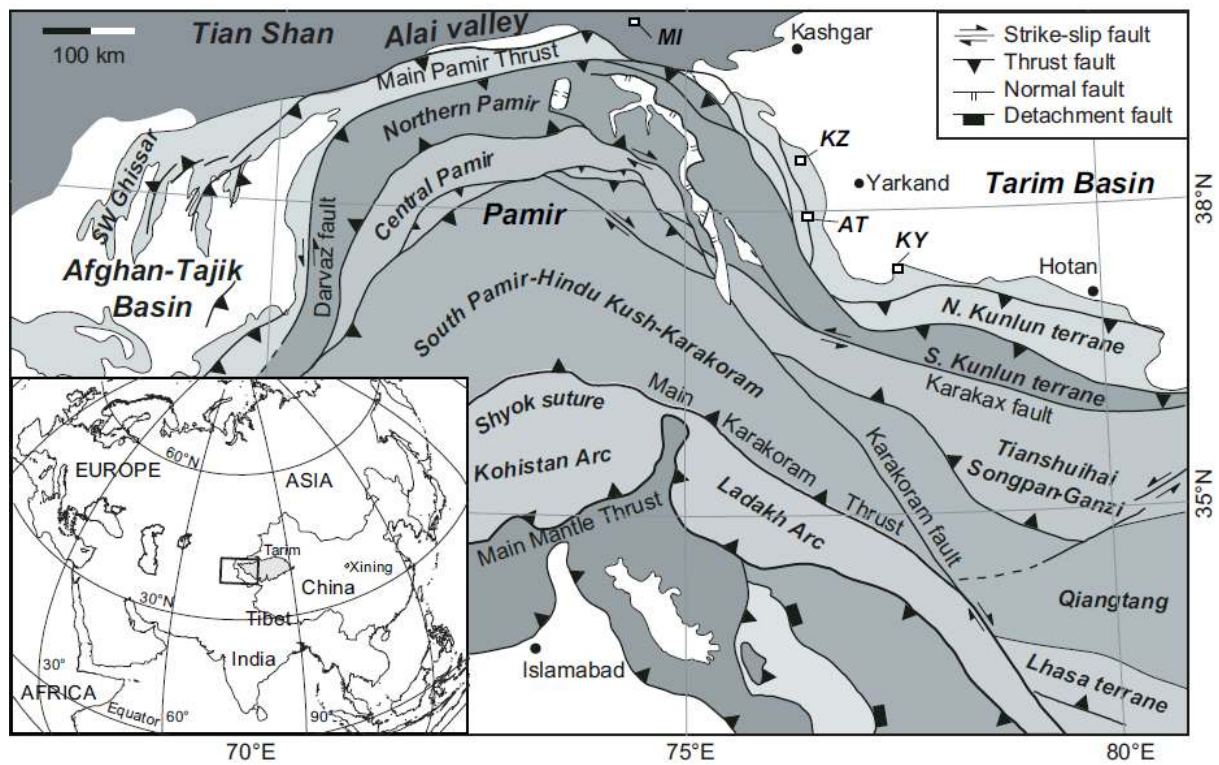 Tian Shan
Alai valley
MI
Kashgar
100 km
Main Pamir Thrust
Strike-slip fault
Thrust fault
Normal fault
Detachment fault
Northern Pamir
KZ
SW Ghissar
Central Pamir
Yarkand
Tarim Basin
38°N
Pamir
AT
Darvaz fault
KY
Afghan-Tajik
Basin
Hotan
South Pamir-Hindu Kush-Karakoram
N. Kunlun terrane
S. Kunlun terrane
Karakax fault
Shyok suture
Main Karakoram Thrust
Kohistan Arc
Karakoram fault
Tianshuihai
Songpan-Ganzi
35°N
Ladakh Arc
Main Mantle Thrust
Qiangtang
Islamabad
Lhasa terrane
60°N
EUROPE
ASIA
Tarim
Xining
China
30°N
Tibet
India
30°
AFRICA
Equator
60°
90°
70°E
75°E
80°E